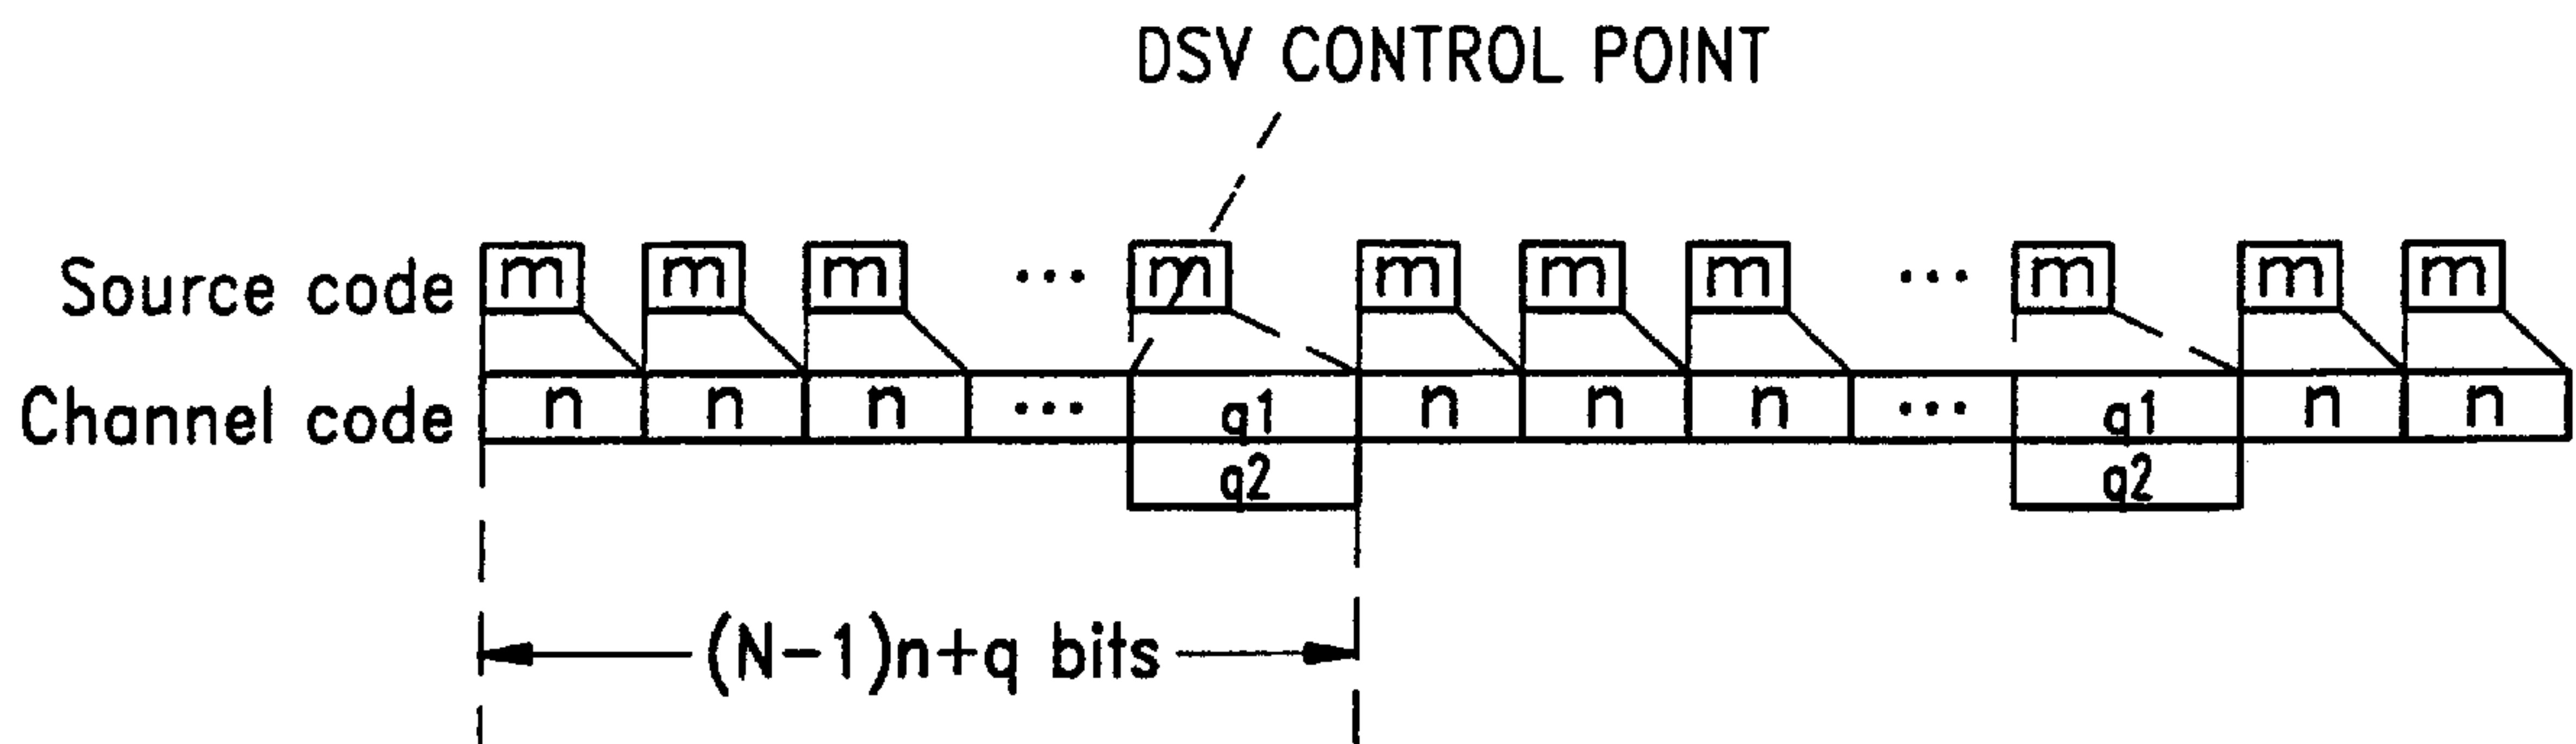 DSV CONTROL POINT
Source code m m m ... m m m m ... m m m
Channel code n n n ... q1 n n n ... q1 n n
q2 q2
(N-1)n+q bits